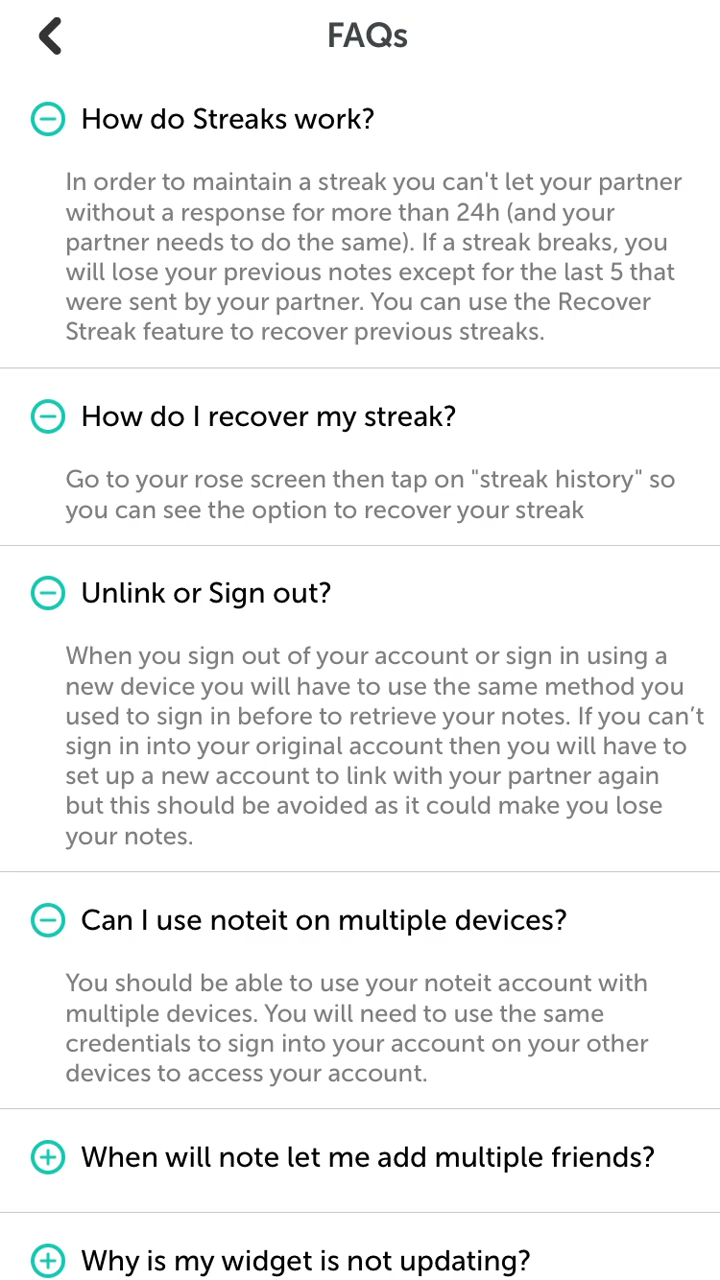 FAQs
How do Streaks work?
In order to maintain a streak you can't let your partner
without a response for more than 24h (and your
partner needs to do the same). If a streak breaks, you
will lose your previous notes except for the last 5 that
were sent by your partner. You can use the Recover
Streak feature to recover previous streaks.
How do I recover my streak?
Go to your rose screen then tap on "streak history" so
you can see the option to recover your streak
Unlink or Sign out?
When you sign out of your account or sign in using a
new device you will have to use the same method you
used to sign in before to retrieve your notes. If you can’t
sign in into your original account then you will have to
set up a new account to link with your partner again
but this should be avoided as it could make you lose
your notes.
Can I use noteit on multiple devices?
You should be able to use your noteit account with
multiple devices. You will need to use the same
credentials to sign into your account on your other
devices to access your account.
When will note let me add multiple friends?
Why is my widget is not updating?